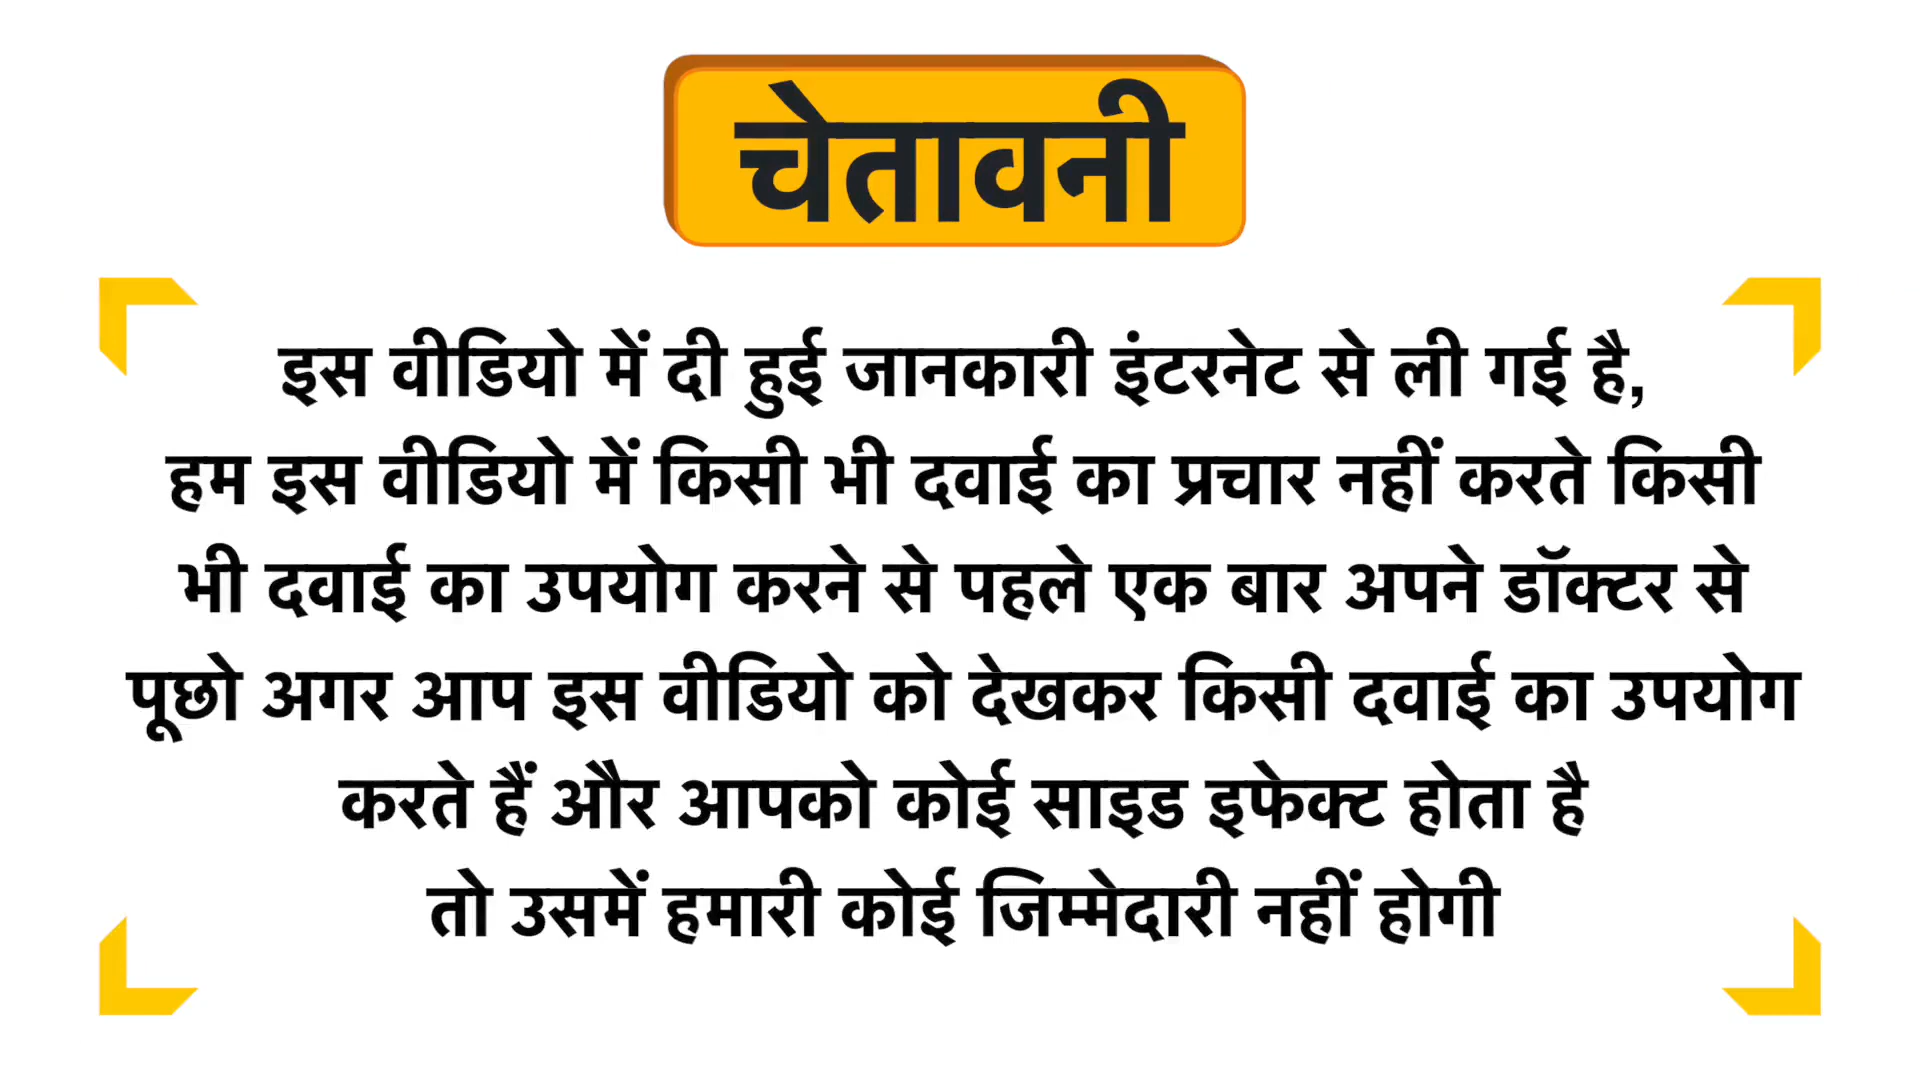 चेतावनी
इस वीडियो में दी हुई जानकारी इंटरनेट से ली गई है,
हम इस वीडियो में किसी भी दवाई का प्रचार नहीं करते किसी
भी दवाई का उपयोग करने से पहले एक बार अपने डॉक्टर से
पूछो अगर आप इस वीडियो को देखकर किसी दवाई का उपयोग
करते हैं और आपको कोई साइड इफेक्ट होता है
तो उसमें हमारी कोई जिम्मेदारी नहीं होगी